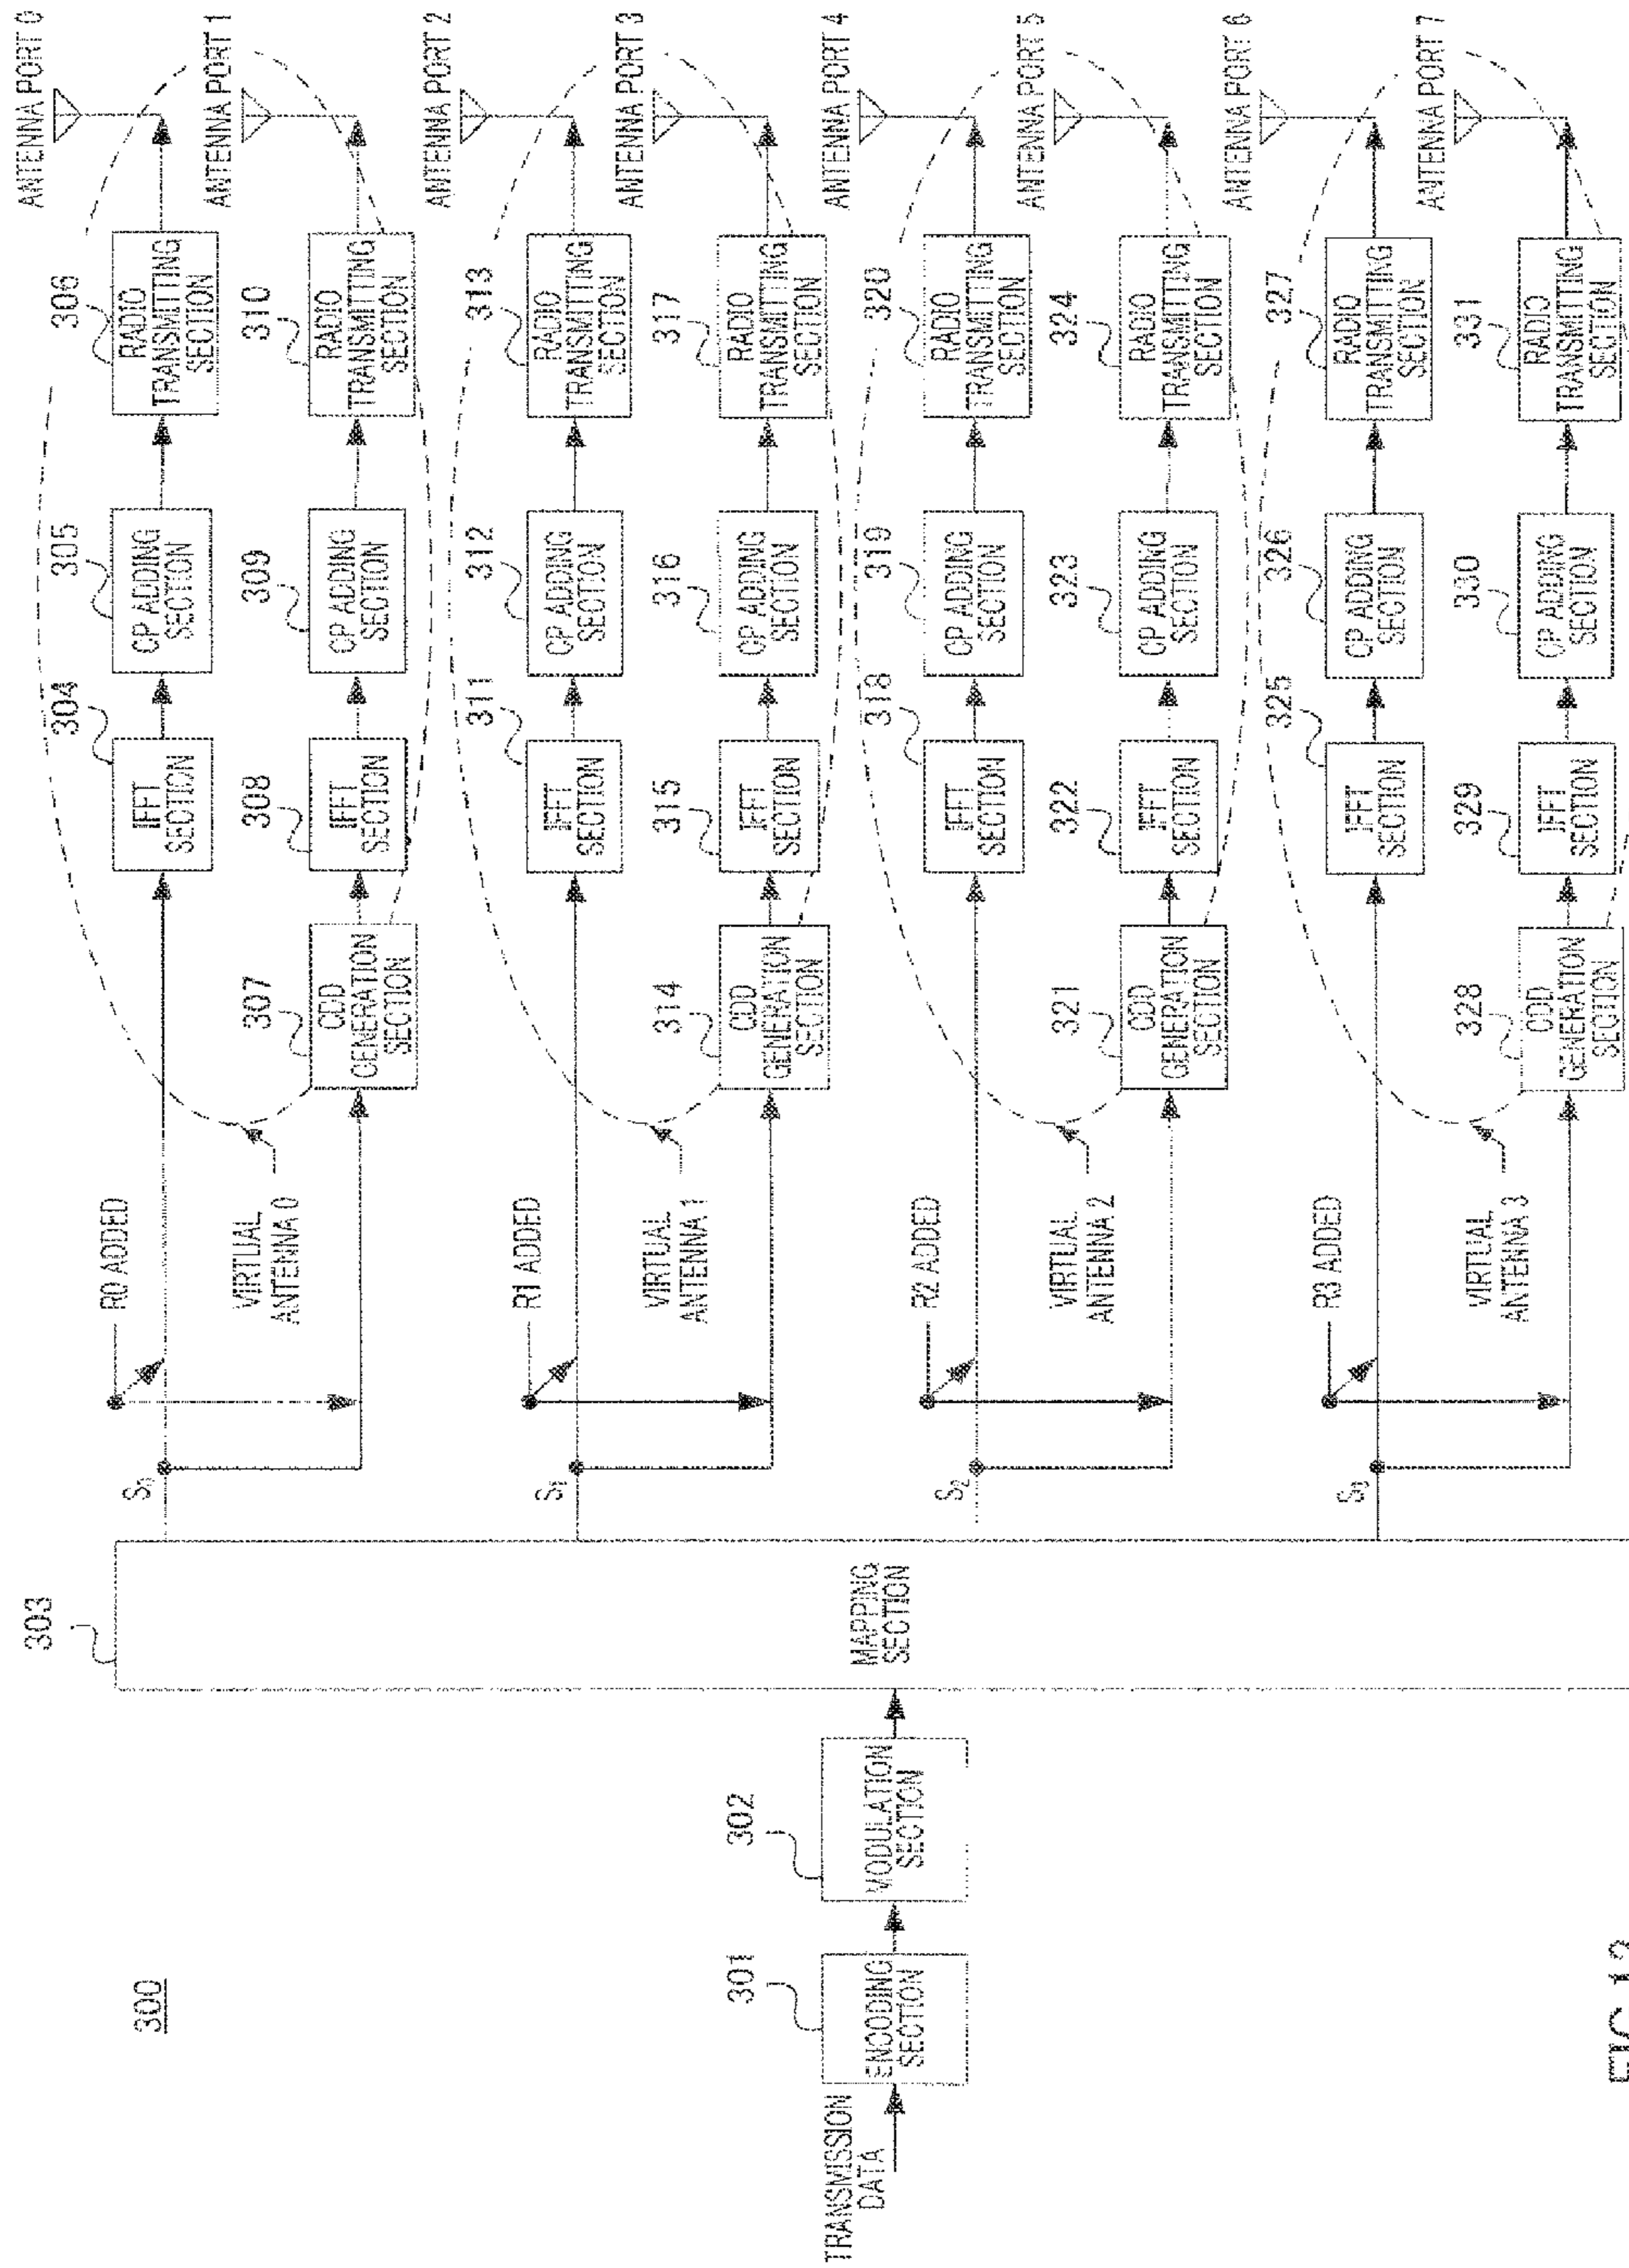 300
TRANSMISSION
DATA
301
ENCODING
SECTION
302
MODULATION
SECTION
303
MAPPING
SECTION
S0
R0 ADDED
VIRTUAL
ANTENNA 0
304
IFFT
SECTION
305
CP ADDING
SECTION
306
RADIO
TRANSMITTING
SECTION
ANTENNA PORT 0
307
CDD
GENERATION
SECTION
308
IFFT
SECTION
309
CP ADDING
SECTION
310
RADIO
TRANSMITTING
SECTION
ANTENNA PORT 1
S1
R1 ADDED
VIRTUAL
ANTENNA 1
311
IFFT
SECTION
312
CP ADDING
SECTION
313
RADIO
TRANSMITTING
SECTION
ANTENNA PORT 2
314
CDD
GENERATION
SECTION
315
IFFT
SECTION
316
CP ADDING
SECTION
317
RADIO
TRANSMITTING
SECTION
ANTENNA PORT 3
S2
R2 ADDED
VIRTUAL
ANTENNA 2
318
IFFT
SECTION
319
CP ADDING
SECTION
320
RADIO
TRANSMITTING
SECTION
ANTENNA PORT 4
321
CDD
GENERATION
SECTION
322
IFFT
SECTION
323
CP ADDING
SECTION
324
RADIO
TRANSMITTING
SECTION
ANTENNA PORT 5
S3
R3 ADDED
VIRTUAL
ANTENNA 3
325
IFFT
SECTION
326
CP ADDING
SECTION
327
RADIO
TRANSMITTING
SECTION
ANTENNA PORT 6
328
CDD
GENERATION
SECTION
329
IFFT
SECTION
330
CP ADDING
SECTION
331
RADIO
TRANSMITTING
SECTION
ANTENNA PORT 7